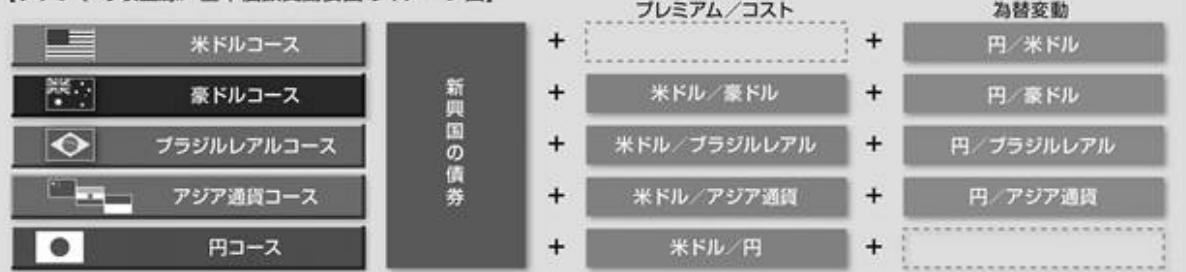 プレミアム／コスト 為替変動
米ドルコース + + 円／米ドル
豪ドルコース + 米ドル／豪ドル + 円／豪ドル
ブラジルレアルコース + 米ドル／ブラジルレアル + 円／ブラジルレアル
アジア通貨コース + 米ドル／アジア通貨 + 円／アジア通貨
円コース + 米ドル／円 +
新興国の債券